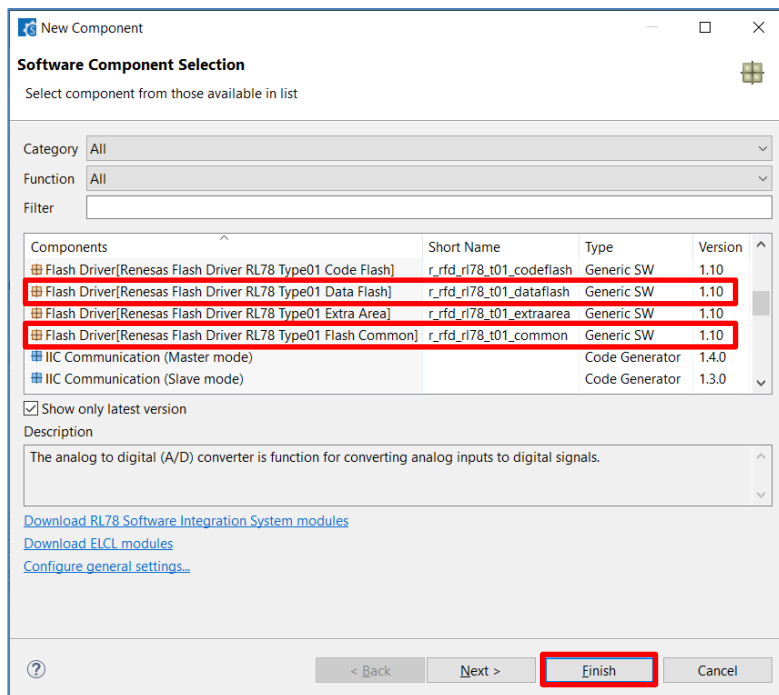 New Component
Software Component Selection
Select component from those available in list
Category All
Function All
Filter
Components Short Name Type Version
Flash Driver[Renesas Flash Driver RL78 Type01 Code Flash] r_rfd_rl78_t01_codeflash Generic SW 1.10
Flash Driver[Renesas Flash Driver RL78 Type01 Data Flash] r_rfd_rl78_t01_dataflash Generic SW 1.10
Flash Driver[Renesas Flash Driver RL78 Type01 Extra Area] r_rfd_rl78_t01_extraarea Generic SW 1.10
Flash Driver[Renesas Flash Driver RL78 Type01 Flash Common] r_rfd_rl78_t01_common Generic SW 1.10
IIC Communication (Master mode) Code Generator 1.4.0
IIC Communication (Slave mode) Code Generator 1.3.0
Show only latest version
Description
The analog to digital (A/D) converter is function for converting analog inputs to digital signals.
Download RL78 Software Integration System modules
Download ELCL modules
Configure general settings...
? < Back Next > Finish Cancel